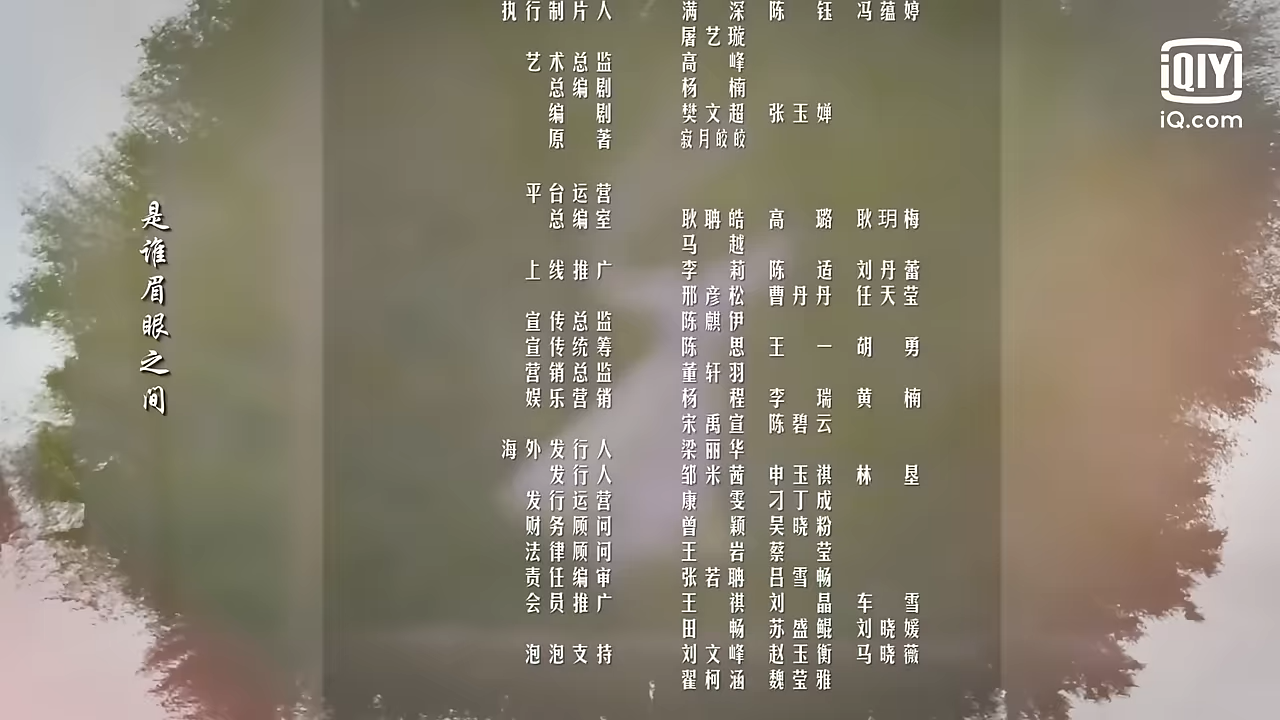 执行制片人 满深 陈钰 冯蕴婷
屠艺璇
艺术总监 高峰
总编剧 杨楠
编剧 樊文超 张玉婵
原著 寂月皎皎
平台运营
总编室 耿聃皓 高璐 耿玥梅
马越
上线推广 李莉 陈适 刘丹蕾
邢彦松 曹丹丹 任天莹
宣传总监 陈麒伊
宣传统筹 陈思 王一 胡勇
营销总监 董轩羽
娱乐营销 杨程 李瑞 黄楠
宋禹宣 陈碧云
海外发行人 梁丽华
发行人 邹米茜 申玉祺 林垦
发行运营 康雯 刁丁成
财务顾问 曾颖 吴晓粉
法律顾问 王岩 蔡莹
责任编审 张若聃 吕雪畅
会员推广 王祺 刘晶 车雪
田畅 苏盛鲲 刘晓媛
泡泡支持 刘文峰 赵玉衡 马晓薇
翟柯涵 魏莹雅
是谁眉眼之间
iQIYI
iQ.com